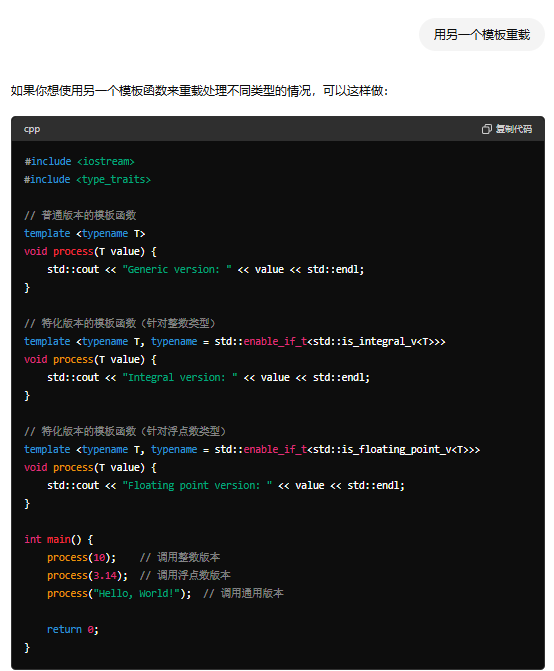 用另一个模板重载
如果你想使用另一个模板函数来重载处理不同类型的情况，可以这样做：
cpp 复制代码
#include <iostream>
#include <type_traits>
// 普通版本的模板函数
template <typename T>
void process(T value) {
    std::cout << "Generic version: " << value << std::endl;
}
// 特化版本的模板函数（针对整数类型）
template <typename T, typename = std::enable_if_t<std::is_integral_v<T>>>
void process(T value) {
    std::cout << "Integral version: " << value << std::endl;
}
// 特化版本的模板函数（针对浮点数类型）
template <typename T, typename = std::enable_if_t<std::is_floating_point_v<T>>>
void process(T value) {
    std::cout << "Floating point version: " << value << std::endl;
}
int main() {
    process(10);    // 调用整数版本
    process(3.14);  // 调用浮点数版本
    process("Hello, World!");  // 调用通用版本
    return 0;
}